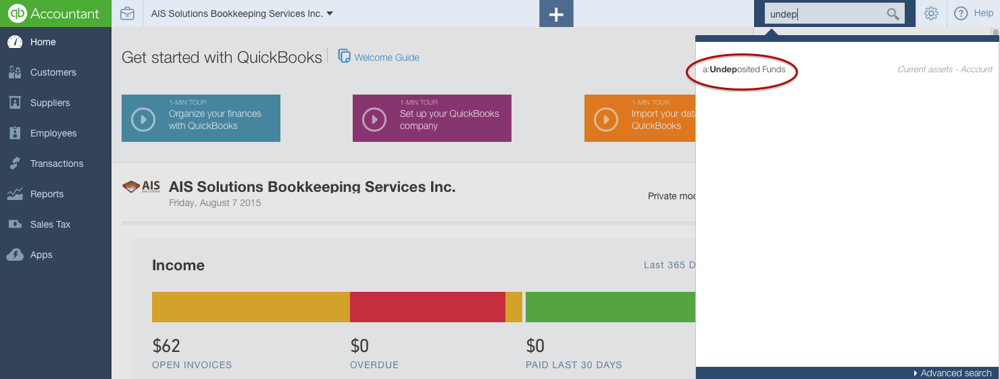 qb Accountant
AIS Solutions Bookkeeping Services Inc.
undep
Help
Home
Customers
Suppliers
Employees
Transactions
Reports
Sales Tax
Apps
Get started with QuickBooks
Welcome Guide
a:Undeposited Funds
Current assets - Account
1-MIN TOUR
Organize your finances
with QuickBooks
1-MIN TOUR
Set up your QuickBooks
company
1-MIN TOUR
Import your data
QuickBooks
AIS
SOLUTIONS
AIS Solutions Bookkeeping Services Inc.
Friday, August 7 2015
Private mod
Income
Last 365 D
$62
OPEN INVOICES
$0
OVERDUE
$0
PAID LAST 30 DAYS
Advanced search